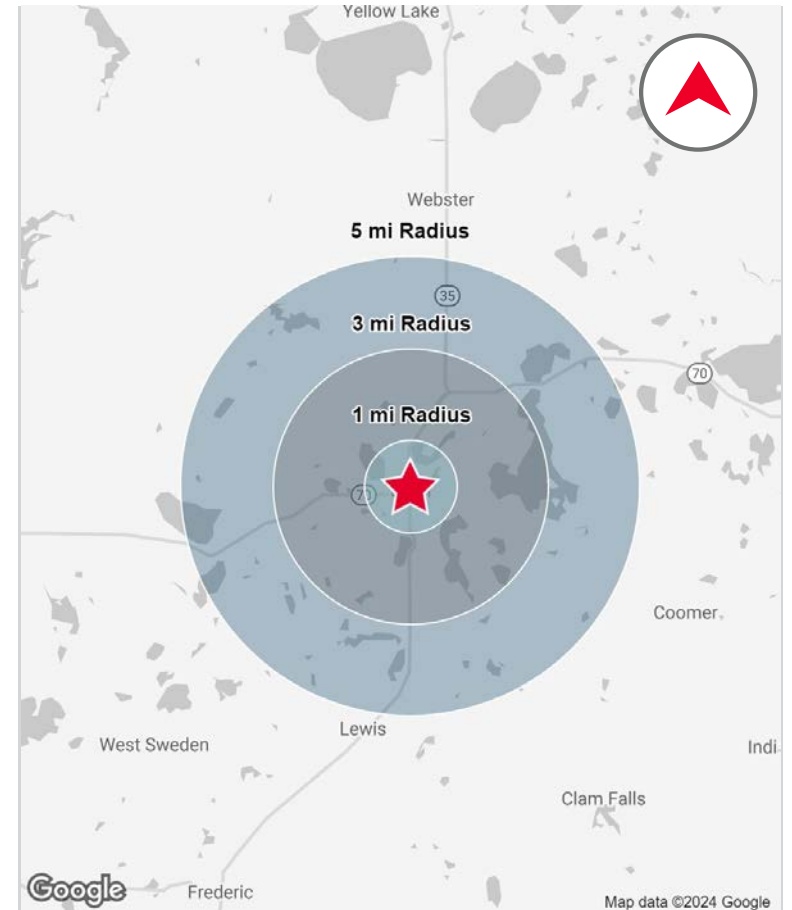 Yellow Lake
Webster
5 mi Radius
35
3 mi Radius
70
1 mi Radius
70
Coomer
Lewis
West Sweden
Indi
Clam Falls
Google
Frederic
Map data ©2024 Google